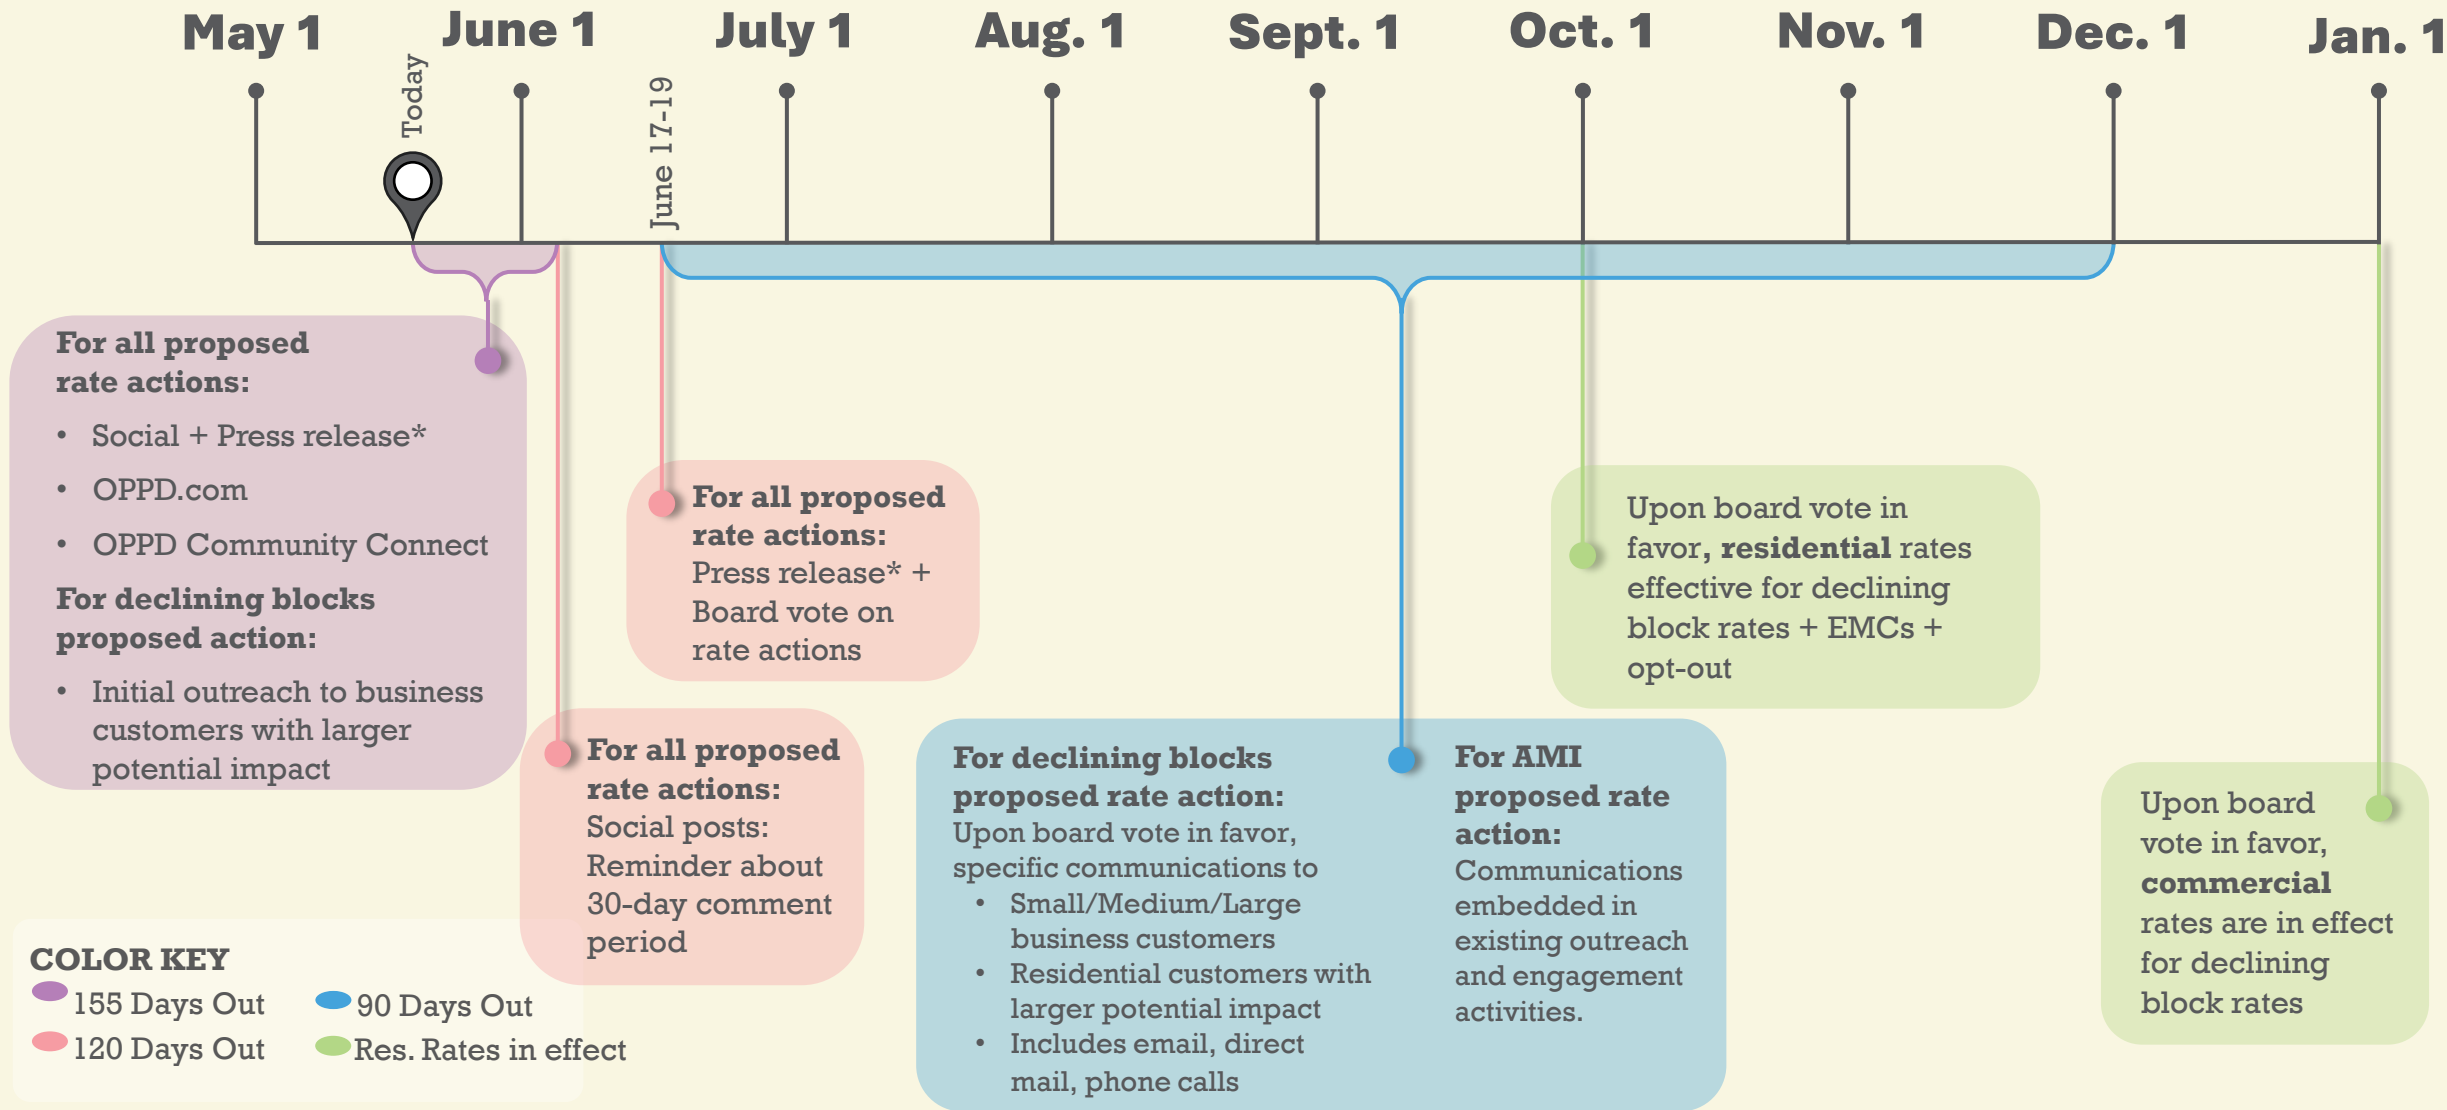 May 1
June 1
July 1
Aug. 1
Sept. 1
Oct. 1
Nov. 1
Dec. 1
Jan. 1
Today
June 17-19
For all proposed
rate actions:
• Social + Press release*
• OPPD.com
• OPPD Community Connect
For declining blocks
proposed action:
• Initial outreach to business
customers with larger
potential impact
For all proposed
rate actions:
Press release* +
Board vote on
rate actions
For all proposed
rate actions:
Social posts:
Reminder about
30-day comment
period
For declining blocks
proposed rate action:
Upon board vote in favor,
specific communications to
• Small/Medium/Large
business customers
• Residential customers with
larger potential impact
• Includes email, direct
mail, phone calls
For AMI
proposed rate
action:
Communications
embedded in
existing outreach
and engagement
activities.
Upon board vote in
favor, residential rates
effective for declining
block rates + EMCs +
opt-out
Upon board
vote in favor,
commercial
rates are in effect
for declining
block rates
COLOR KEY
155 Days Out
120 Days Out
90 Days Out
Res. Rates in effect